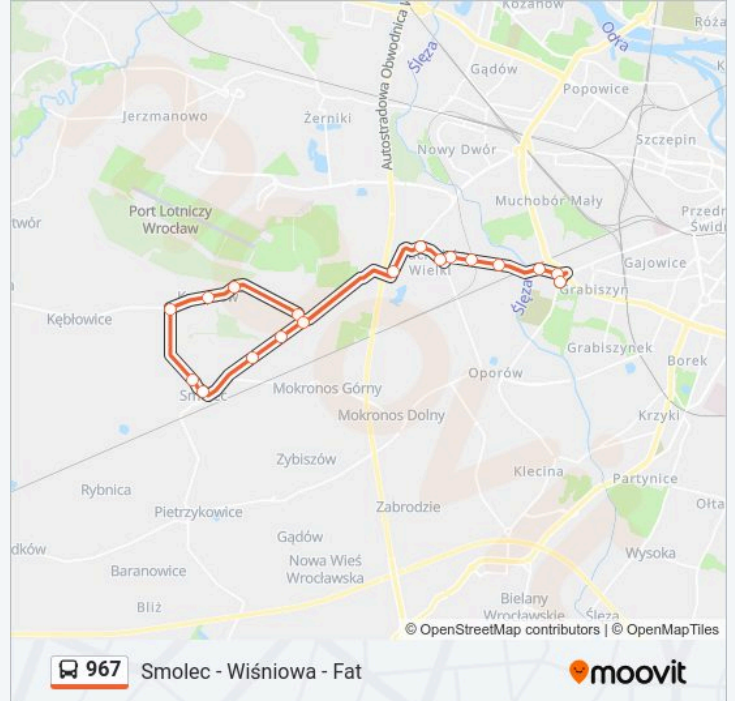 Kozanów
Odra
Róża
Ślęza
Autostradowa Obwodnica W
Gądów
Popowice
Jerzmanowo
Żerniki
Szczepin
Nowy Dwór
Port Lotniczy
Wrocław
Muchobór Mały
twór
Przedm
Świd
Wielki
Gajowice
Ślęza
Grabiszyn
Kębłowice
Grabiszynek
Borek
Oporów
Smolec
Mokronos Górny
Mokronos Dolny
Krzyki
Zybiszów
Klecina
Partynice
Rybnica
Ołta
Pietrzykowice
Zabrodzie
dków
Gądów
Wysoka
Baranowice
Nowa Wieś
Wrocławska
Bliż
Bielany
Wrocławskie
Ślęza
© OpenStreetMap contributors | © OpenMapTiles
967 Smolec - Wiśniowa - Fat
moovit